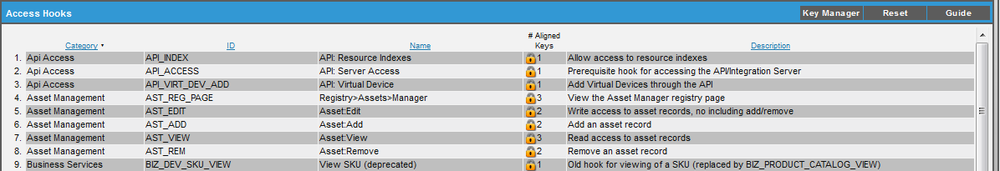 Access Hooks Key Manager Reset Guide
# Aligned
Category ID Name Keys Description
1. Api Access API_INDEX API: Resource Indexes 1 Allow access to resource indexes
2. Api Access API_ACCESS API: Server Access 1 Prerequisite hook for accessing the API/Integration Server
3. Api Access API_VIRT_DEV_ADD API: Virtual Device 1 Add Virtual Devices through the API
4. Asset Management AST_REG_PAGE Registry>Assets>Manager 3 View the Asset Manager registry page
5. Asset Management AST_EDIT Asset:Edit 2 Write access to asset records, no including add/remove
6. Asset Management AST_ADD Asset:Add 2 Add an asset record
7. Asset Management AST_VIEW Asset:View 3 Read access to asset records
8. Asset Management AST_REM Asset:Remove 2 Remove an asset record
9. Business Services BIZ_DEV_SKU_VIEW View SKU (deprecated) 1 Old hook for viewing of a SKU (replaced by BIZ_PRODUCT_CATALOG_VIEW)